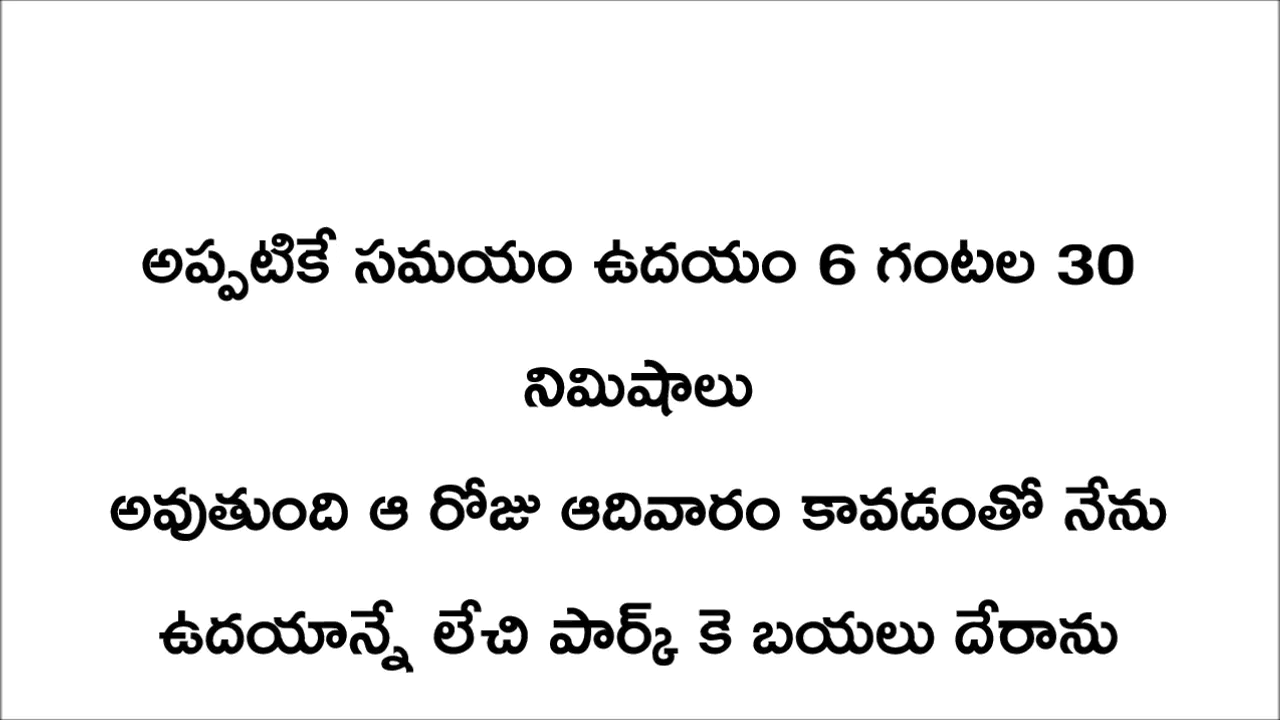 అప్పటికే సమయం ఉదయం 6 గంటల 30
నిమిషాలు
అవుతుంది ఆ రోజు ఆదివారం కావడంతో నేను
ఉదయాన్నే లేచి పార్క్ కె బయలు దేరాను